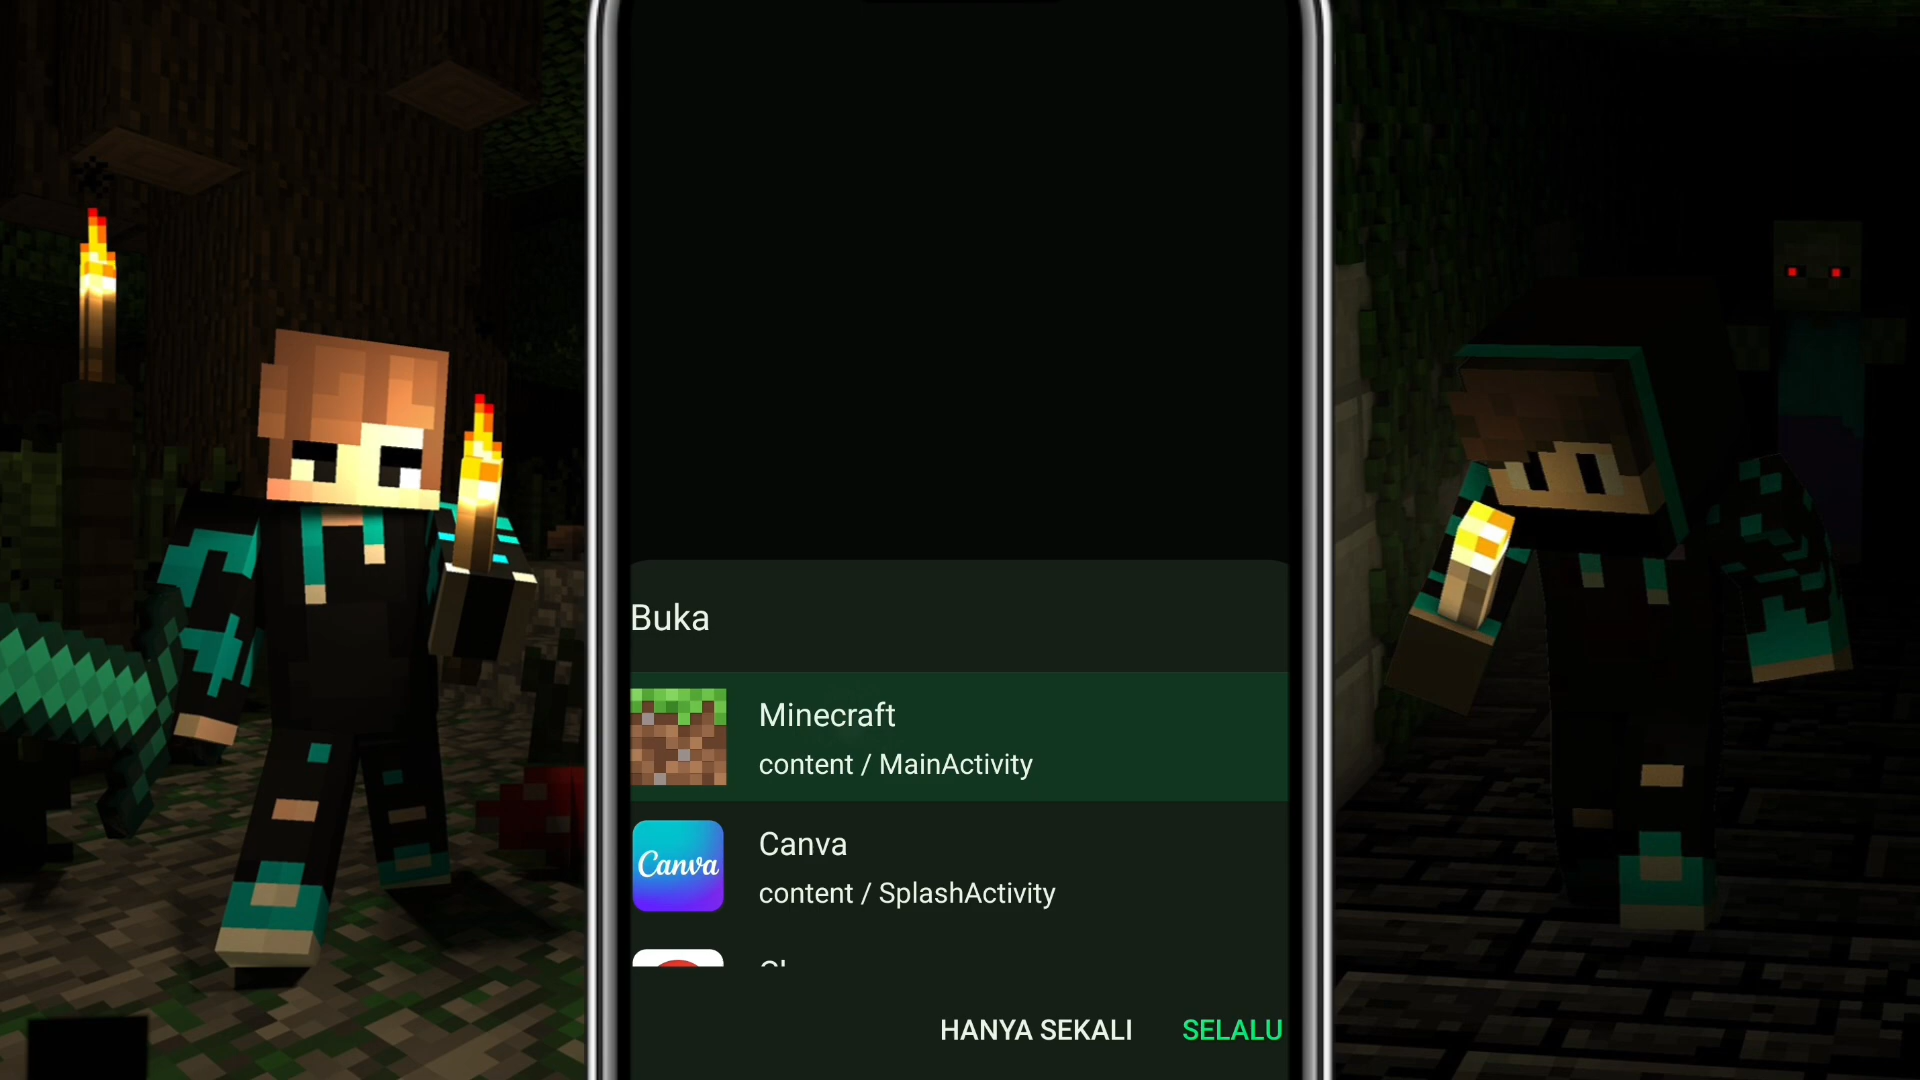 Buka
Minecraft
content / MainActivity
Canva
Canva
content / SplashActivity
HANYA SEKALI
SELALU